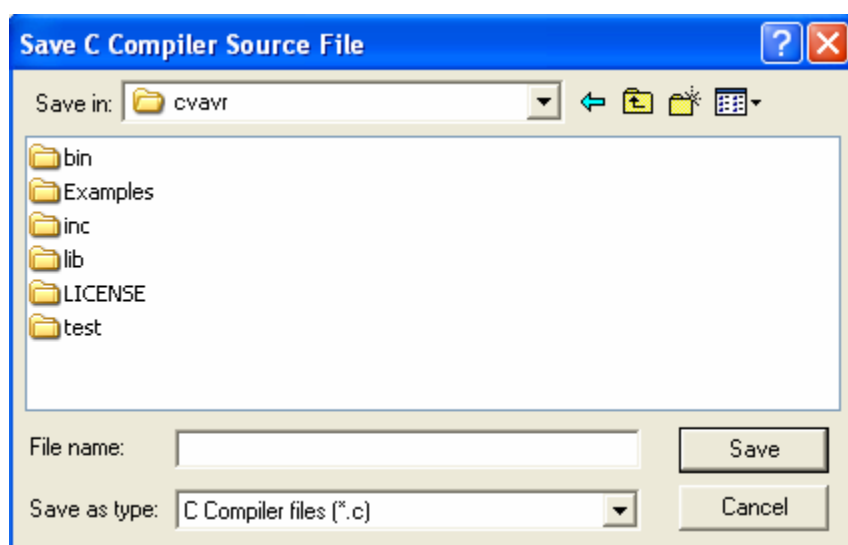 Save C Compiler Source File
Save in: cvavr
bin
Examples
inc
lib
LICENSE
test
File name: Save
Save as type: C Compiler files (*.c) Cancel